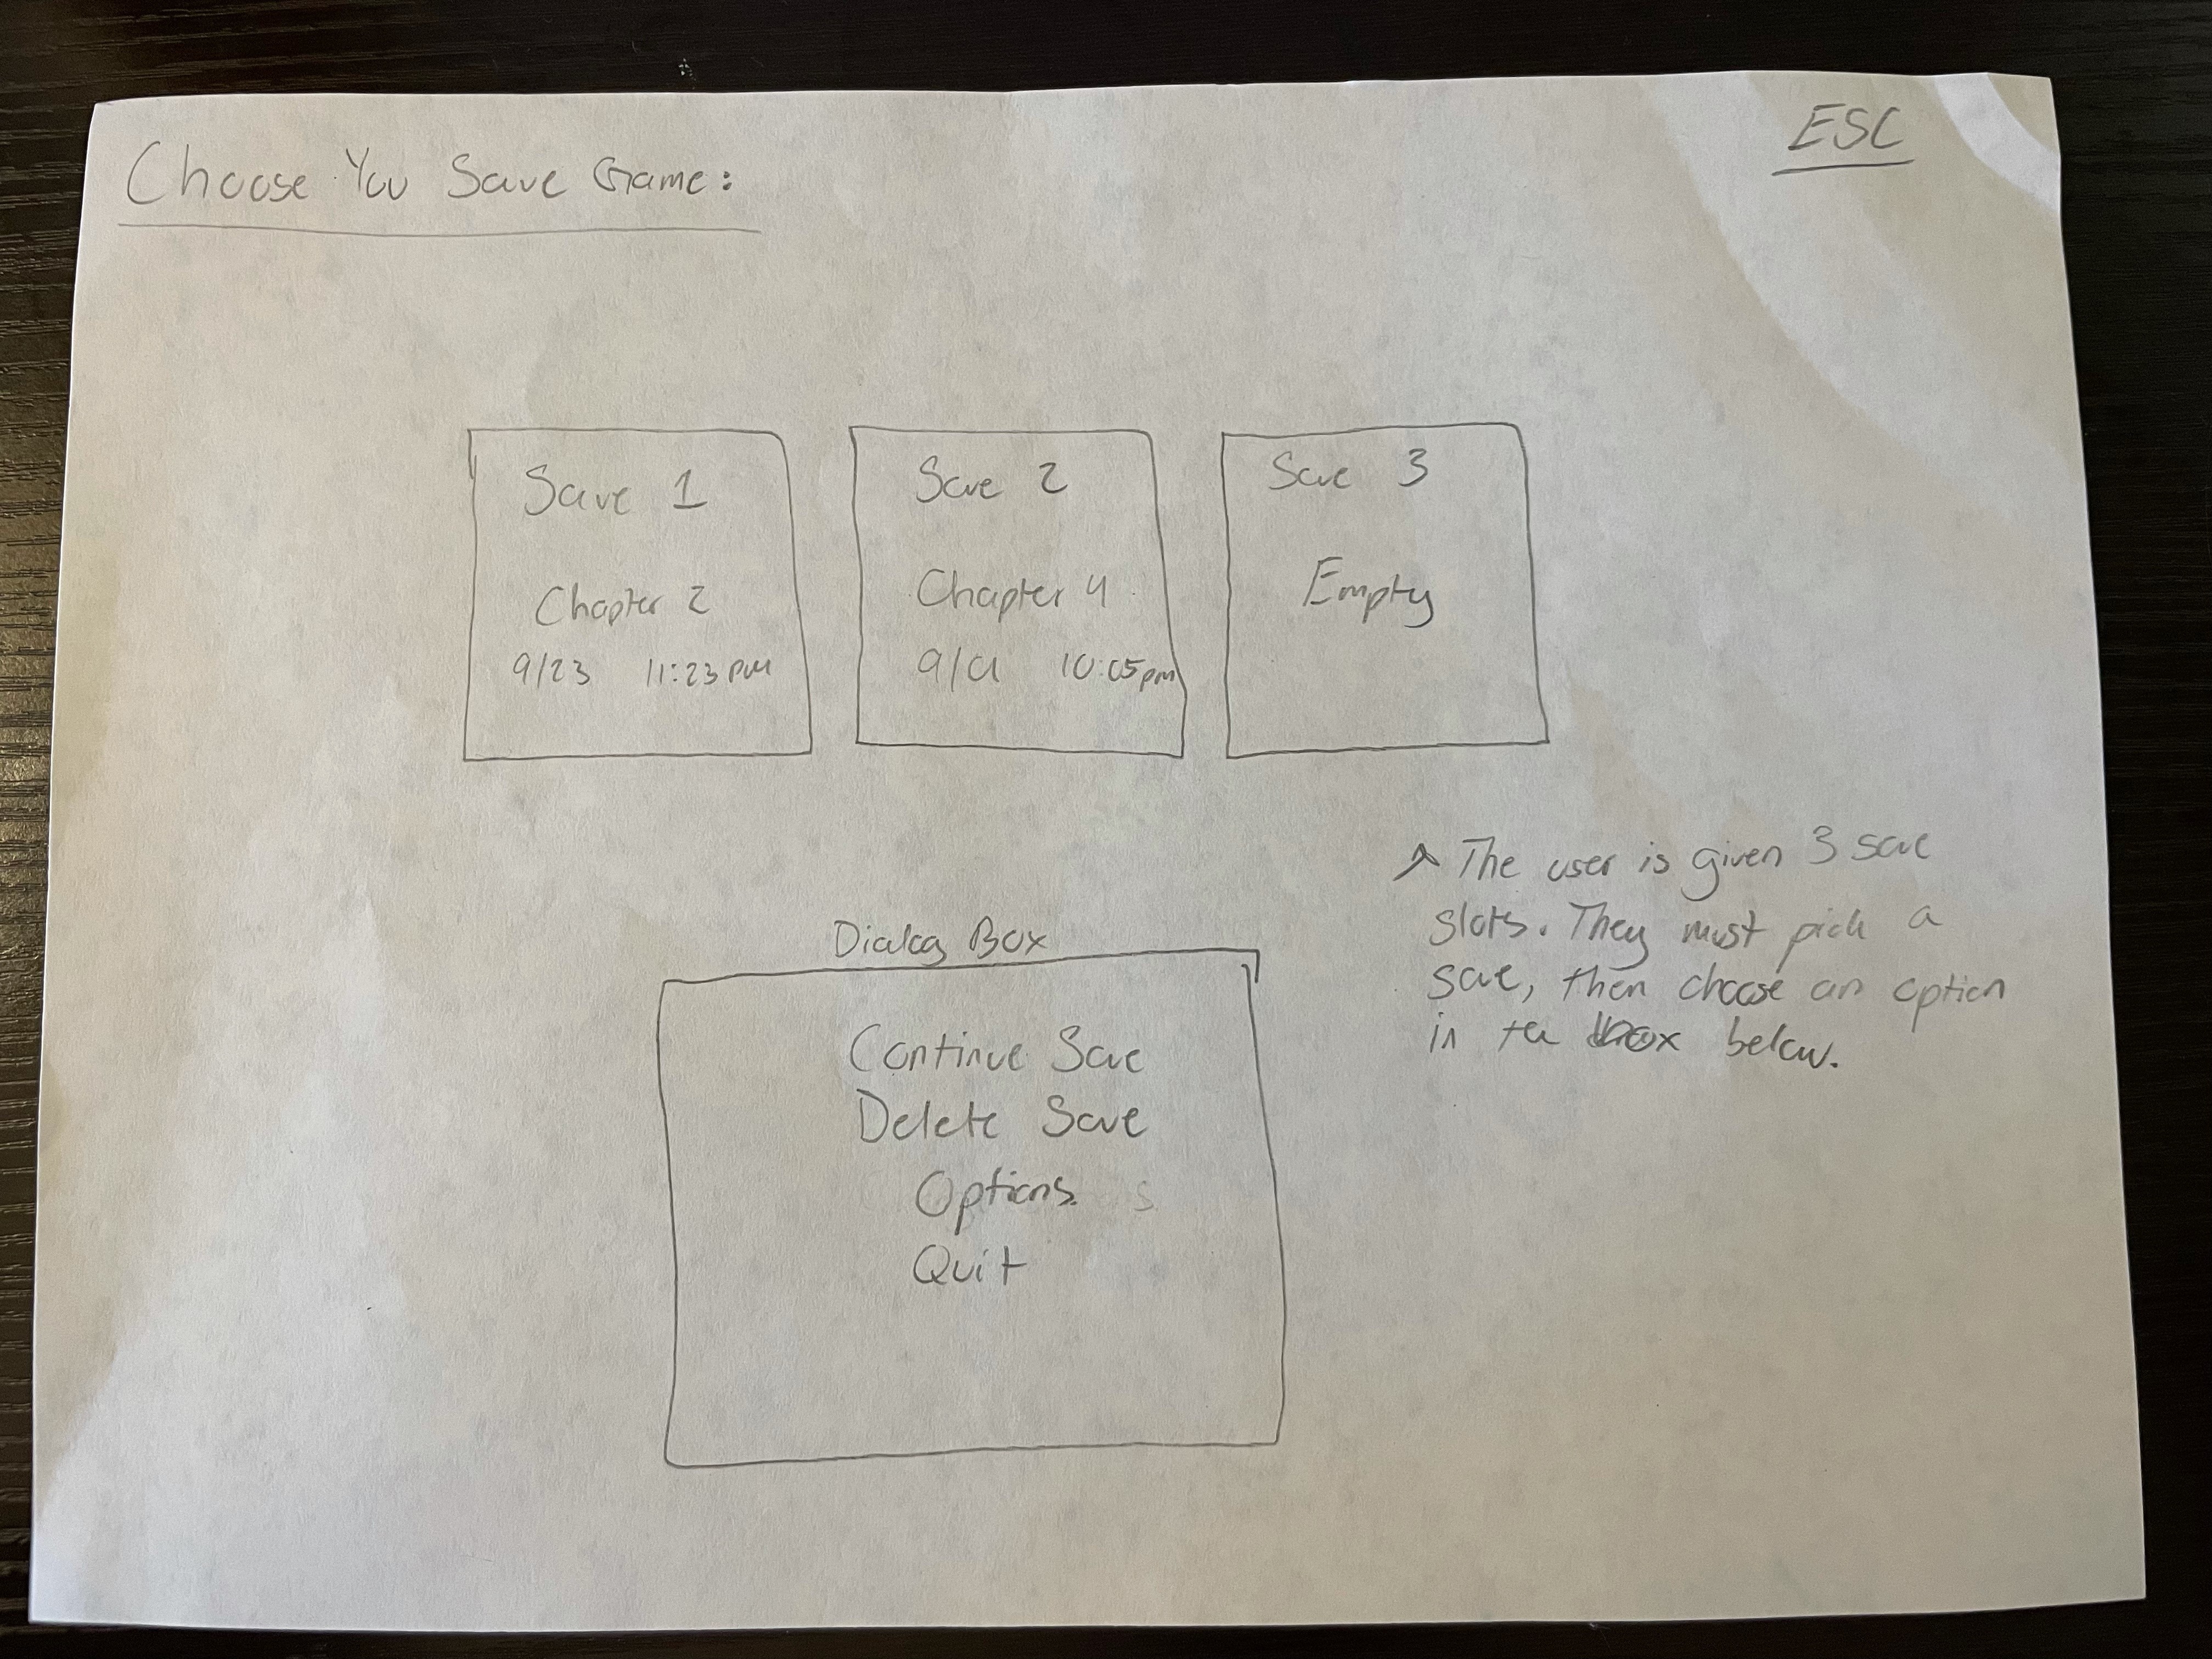 Choose You Save Game:
ESC
Save 1
Chapter 2
9/23 11:23 pm
Save 2
Chapter 4
9/01 10:05pm
Save 3
Empty
The user is given 3 save
slots. They must pick a
save, then choose an option
in the box below.
Dialog Box
Continue Save
Delete Save
Options
Quit